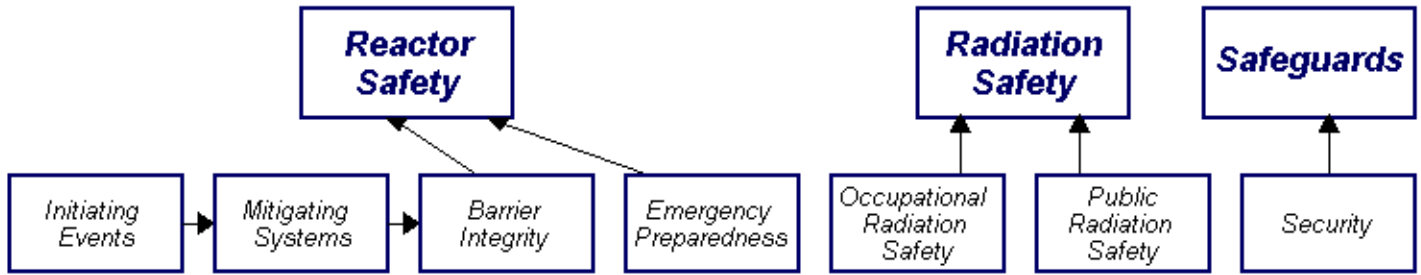 Reactor
Safety
Radiation
Safety
Safeguards
Initiating
Events
Mitigating
Systems
Barrier
Integrity
Emergency
Preparedness
Occupational
Radiation
Safety
Public
Radiation
Safety
Security